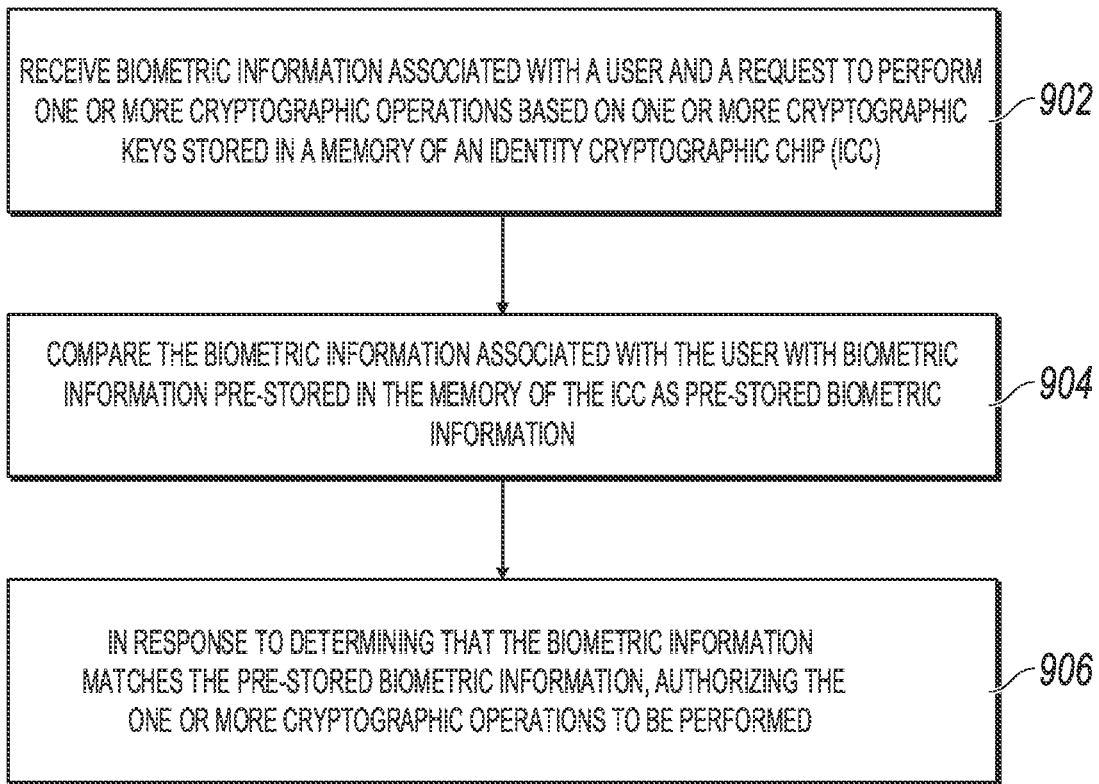 RECEIVE BIOMETRIC INFORMATION ASSOCIATED WITH A USER AND A REQUEST TO PERFORM
ONE OR MORE CRYPTOGRAPHIC OPERATIONS BASED ON ONE OR MORE CRYPTOGRAPHIC
KEYS STORED IN A MEMORY OF AN IDENTITY CRYPTOGRAPHIC CHIP (ICC)
902
COMPARE THE BIOMETRIC INFORMATION ASSOCIATED WITH THE USER WITH BIOMETRIC
INFORMATION PRE-STORED IN THE MEMORY OF THE ICC AS PRE-STORED BIOMETRIC
INFORMATION
904
IN RESPONSE TO DETERMINING THAT THE BIOMETRIC INFORMATION
MATCHES THE PRE-STORED BIOMETRIC INFORMATION, AUTHORIZING THE
ONE OR MORE CRYPTOGRAPHIC OPERATIONS TO BE PERFORMED
906